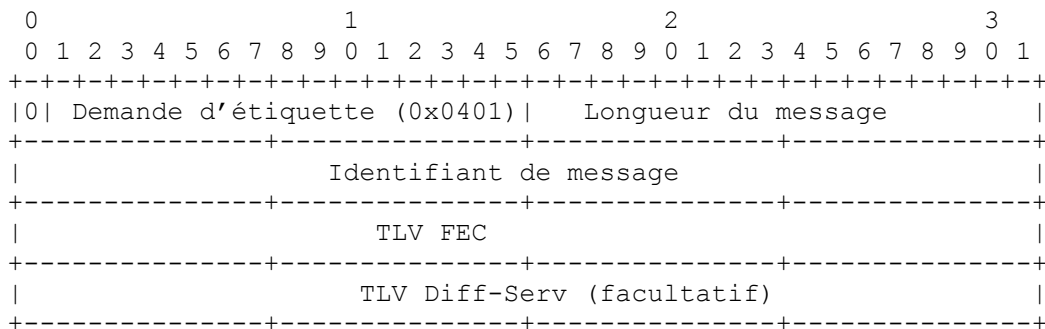 0                   1                   2                   3
 0 1 2 3 4 5 6 7 8 9 0 1 2 3 4 5 6 7 8 9 0 1 2 3 4 5 6 7 8 9 0 1
+-+-+-+-+-+-+-+-+-+-+-+-+-+-+-+-+-+-+-+-+-+-+-+-+-+-+-+-+-+-+-+-+
|0| Demande d’étiquette (0x0401)|   Longueur du message         |
+---------------+---------------+---------------+---------------+
|                   Identifiant de message                      |
+---------------+---------------+---------------+---------------+
|                      TLV FEC                                  |
+---------------+---------------+---------------+---------------+
|                     TLV Diff-Serv (facultatif)                |
+---------------+---------------+---------------+---------------+